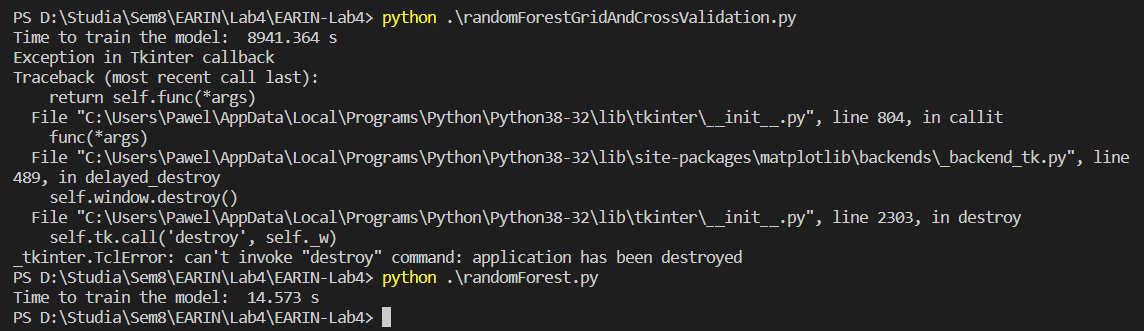 PS D:\Studia\Sem8\EARIN\Lab4\EARIN-Lab4> python .\randomForestGridAndCrossValidation.py
Time to train the model:  8941.364 s
Exception in Tkinter callback
Traceback (most recent call last):
    return self.func(*args)
  File "C:\Users\Pawel\AppData\Local\Programs\Python\Python38-32\lib\tkinter\__init__.py", line 804, in callit
    func(*args)
  File "C:\Users\Pawel\AppData\Local\Programs\Python\Python38-32\lib\site-packages\matplotlib\backends\_backend_tk.py", line
489, in delayed_destroy
    self.window.destroy()
  File "C:\Users\Pawel\AppData\Local\Programs\Python\Python38-32\lib\tkinter\__init__.py", line 2303, in destroy
    self.tk.call('destroy', self._w)
_tkinter.TclError: can't invoke "destroy" command: application has been destroyed
PS D:\Studia\Sem8\EARIN\Lab4\EARIN-Lab4> python .\randomForest.py
Time to train the model:  14.573 s
PS D:\Studia\Sem8\EARIN\Lab4\EARIN-Lab4>